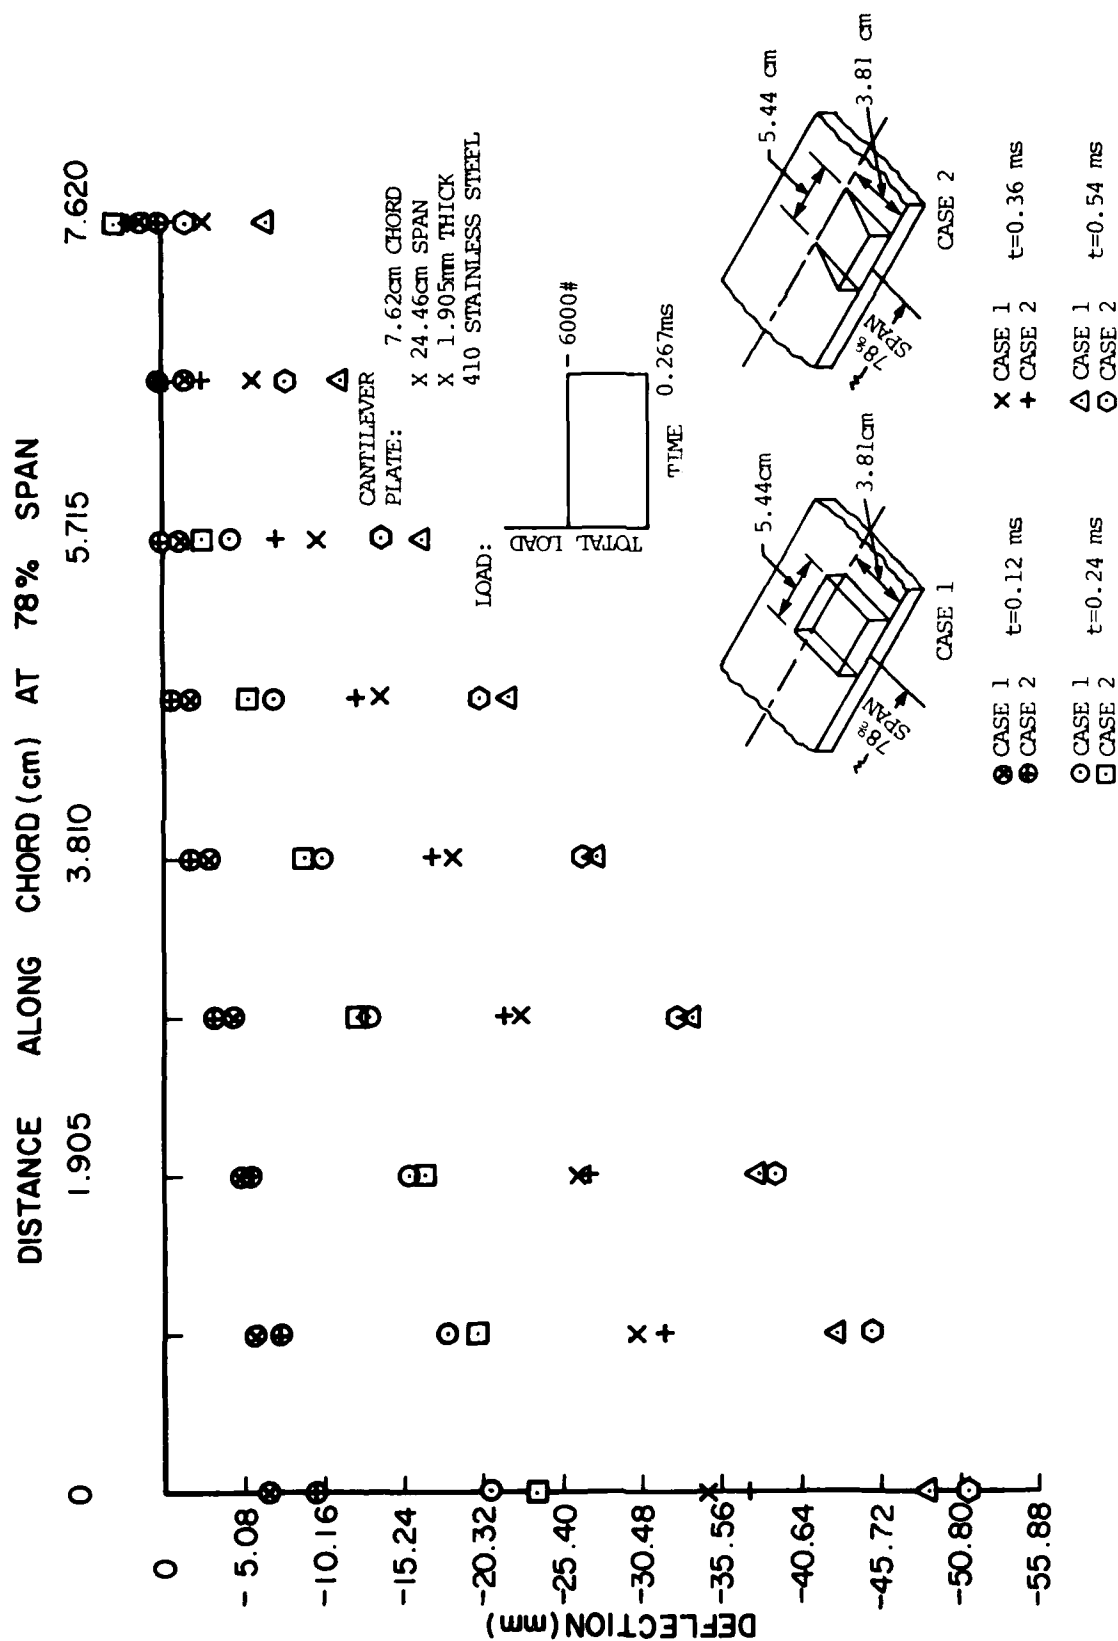 DISTANCE ALONG CHORD (cm) AT 78% SPAN
0 1.905 3.810 5.715 7.620
DEFLECTION (mm)
0
-5.08
-10.16
-15.24
-20.32
-25.40
-30.48
-35.56
-40.64
-45.72
-50.80
-55.88
CANTILEVER
PLATE: 7.62cm CHORD
X 24.46cm SPAN
X 1.905mm THICK
410 STAINLESS STEEL
LOAD:
TOTAL LOAD
6000#
TIME 0.267ms
5.44cm
3.81cm
~78%
SPAN
CASE 1
5.44 cm
3.81 cm
~78%
SPAN
CASE 2
CASE 1
CASE 2
t=0.12 ms
CASE 1
CASE 2
t=0.24 ms
CASE 1
CASE 2
t=0.36 ms
CASE 1
CASE 2
t=0.54 ms